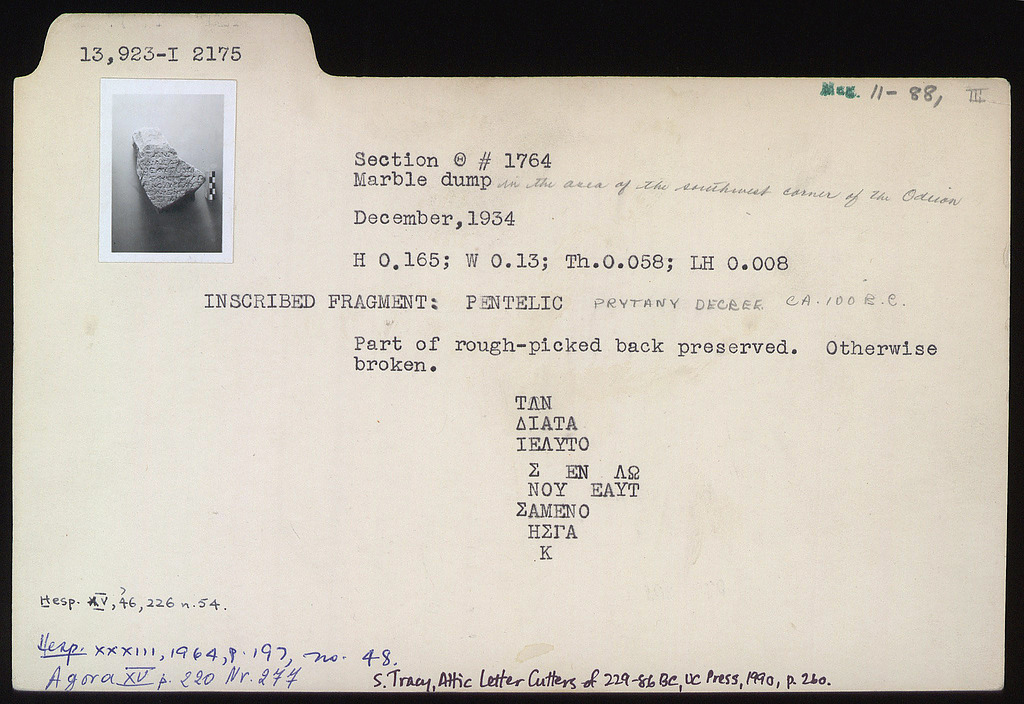 13,923-I 2175
Mag. 11-88, III
Section Θ # 1764
Marble dump in the area of the southwest corner of the Odeion
December,1934
H 0.165; W 0.13; Th.0.058; LH 0.008
INSCRIBED FRAGMENT: PENTELIC PRYTANY DECREE CA. 100 B.C.
Part of rough-picked back preserved. Otherwise
broken.
ΤΛΝ
ΔΙΑΤΑ
ΙΕΛΥΤΟ
Σ ΕΝ ΛΩ
ΝΟΥ ΕΑΥΤ
ΣΑΜΕΝΟ
ΗΣΓΑ
Κ
Hesp. XV, '46, 226 n.54.
Hesp. XXXIII, 1964, p. 197, no. 48.
Agora XV p. 220 Nr. 277
S. Tracy, Attic Letter Cutters of 229-86 BC, UC Press, 1990, p. 260.